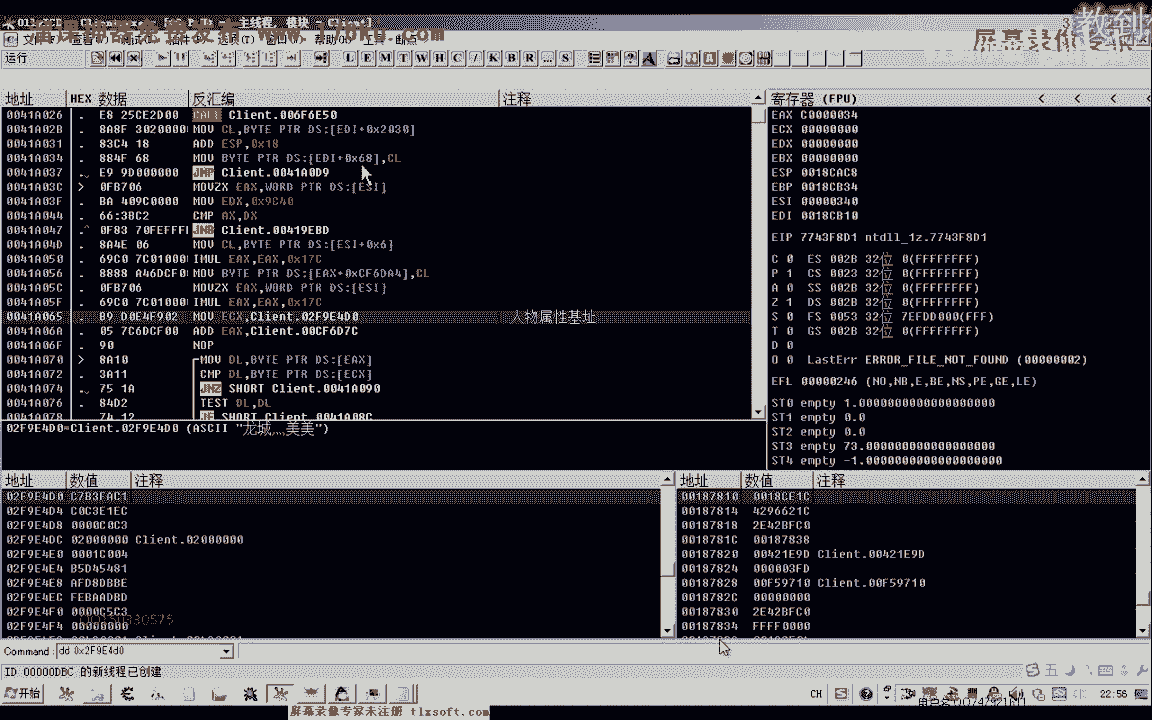 运行
L E M T W H C / K B R ... S
地址 HEX 数据 反汇编 注释
0041A026 . E8 25CE2D00 CALL Client.006F6E50
0041A02B . 8A8F 3020000 MOV CL,BYTE PTR DS:[EDI+0x2030]
0041A031 . 83C4 18 ADD ESP,0x18
0041A034 . 884F 68 MOV BYTE PTR DS:[EDI+0x68],CL
0041A037 . E9 9D000000 JMP Client.0041A0D9
0041A03C > 0FB706 MOVZX EAX,WORD PTR DS:[ESI]
0041A03F . BA 409C0000 MOV EDX,0x9C40
0041A044 . 66:3BC2 CMP AX,DX
0041A047 .^ 0F83 70FEFFFF JNB Client.00419EBD
0041A04D . 8A4E 06 MOV CL,BYTE PTR DS:[ESI+0x6]
0041A050 . 69C0 7C01000 IMUL EAX,EAX,0x17C
0041A056 . 8888 A46DCF0 MOV BYTE PTR DS:[EAX+0xCF6DA4],CL
0041A05C . 0FB706 MOVZX EAX,WORD PTR DS:[ESI]
0041A05F . 69C0 7C01000 IMUL EAX,EAX,0x17C
0041A065 . B9 D0E4F902 MOV ECX,Client.02F9E4D0 人物属性基址
0041A06A . 05 7C6DCF00 ADD EAX,Client.00CF6D7C
0041A06F . 90 NOP
0041A070 > 8A10 MOV DL,BYTE PTR DS:[EAX]
0041A072 . 3A11 CMP DL,BYTE PTR DS:[ECX]
0041A074 . 75 1A JNZ SHORT Client.0041A090
0041A076 . 84D2 TEST DL,DL
0041A078 . 74 12 JE SHORT Client.0041A08C
02F9E4D0=Client.02F9E4D0 (ASCII "龙城灬美美")
寄存器 (FPU) < < < <
EAX C0000034
ECX 00000000
EDX 00000000
EBX 00000000
ESP 0018CAC8
EBP 0018CB34
ESI 00000340
EDI 0018CB10
EIP 7743F8D1 ntdll_1z.7743F8D1
C 0 ES 002B 32位 0(FFFFFFFF)
P 1 CS 0023 32位 0(FFFFFFFF)
A 0 SS 002B 32位 0(FFFFFFFF)
Z 1 DS 002B 32位 0(FFFFFFFF)
S 0 FS 0053 32位 7EFDD000(FFF)
T 0 GS 002B 32位 0(FFFFFFFF)
D 0
O 0 LastErr ERROR_FILE_NOT_FOUND (00000002)
EFL 00000246 (NO,NB,E,BE,NS,PE,GE,LE)
ST0 empty 1.0000000000000000000
ST1 empty 0.0
ST2 empty 0.0
ST3 empty 73.000000000000000000
ST4 empty -1.0000000000000000000
地址 数值 注释
02F9E4D0 C7B3FAC1
02F9E4D4 C0C3E1EC
02F9E4D8 0000C0C3
02F9E4DC 02000000 Client.02000000
02F9E4E0 0001C004
02F9E4E4 B5D45481
02F9E4E8 AFD8DBBE
02F9E4EC FEBAADBD
02F9E4F0 0000C5C3
02F9E4F4 00000000
地址 数值 注释
00187810 0018CE1C
00187814 4296621C
00187818 2E42BFC0
0018781C 00187838
00187820 00421E9D Client.00421E9D
00187824 000003FD
00187828 00F59710 Client.00F59710
0018782C 00000000
00187830 2E42BFC0
00187834 FFFF0000
Command: dd 0x2F9E4d0
ID 00000DBC 的新线程已创建
开始 CH 22:56
屏幕录像专家未注册 tlxsoft.com